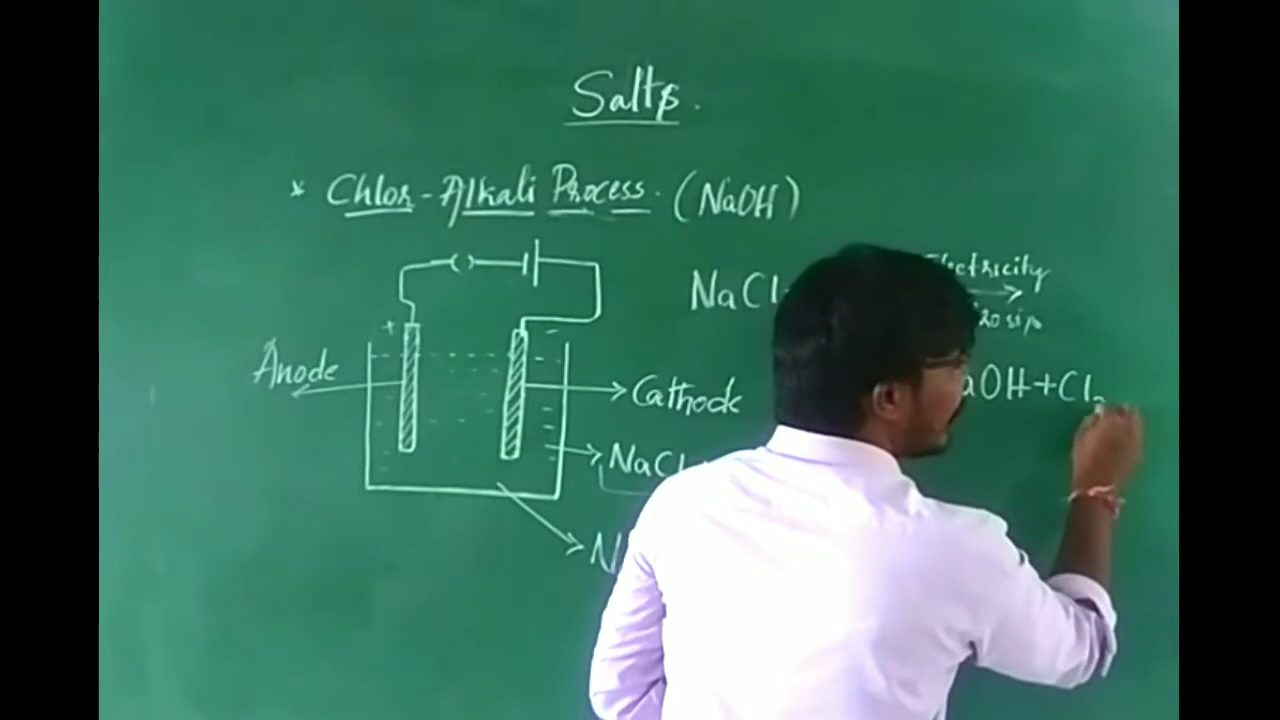 Salts.
* Chlor-Alkali Process. (NaOH)
NaCl
Electricity
+
-
Anode
Cathode
aOH+Cl2
NaCl
N